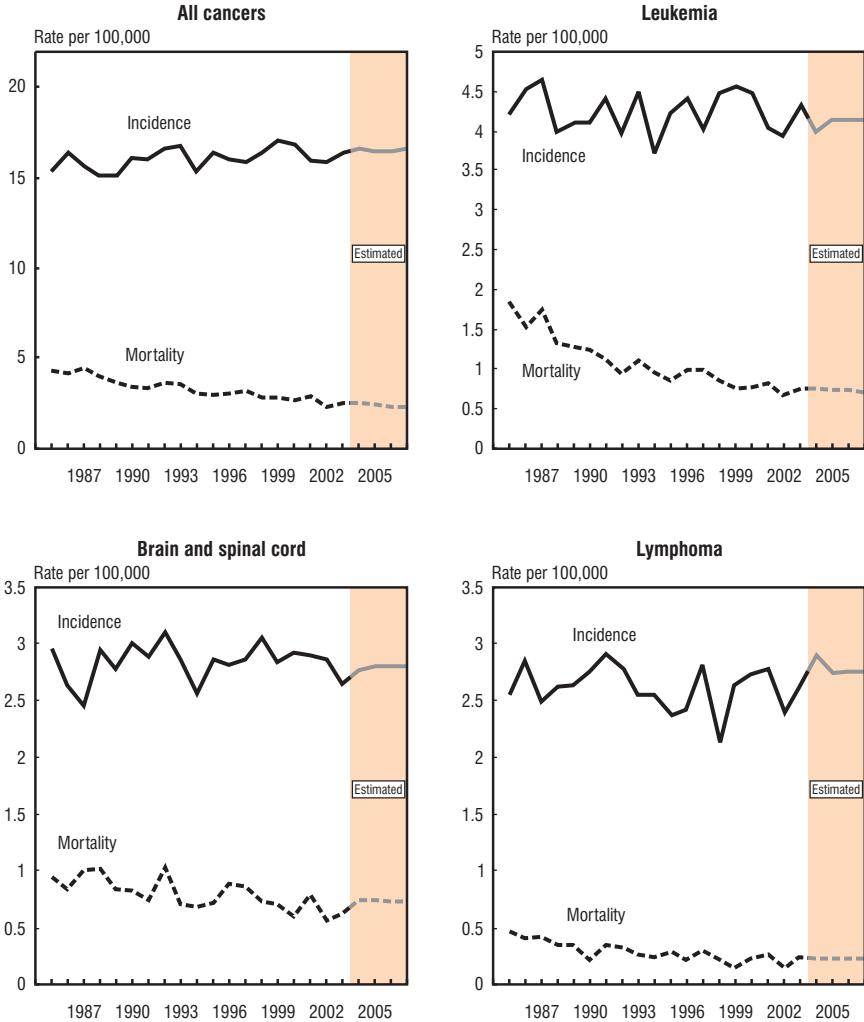 All cancers
Rate per 100,000
20
15
10
5
0
Incidence
Mortality
Estimated
1987 1990 1993 1996 1999 2002 2005
Leukemia
Rate per 100,000
5
4.5
4
3.5
3
2.5
2
1.5
1
0.5
0
Incidence
Mortality
Estimated
1987 1990 1993 1996 1999 2002 2005
Brain and spinal cord
Rate per 100,000
3.5
3
2.5
2
1.5
1
0.5
0
Incidence
Mortality
Estimated
1987 1990 1993 1996 1999 2002 2005
Lymphoma
Rate per 100,000
3.5
3
2.5
2
1.5
1
0.5
0
Incidence
Mortality
Estimated
1987 1990 1993 1996 1999 2002 2005